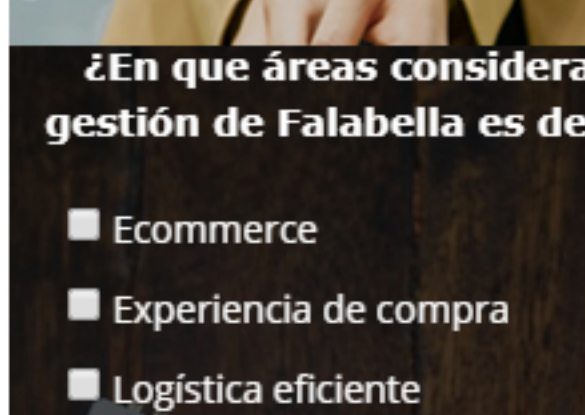 ¿En que áreas considera
gestión de Falabella es de
Ecommerce
Experiencia de compra
Logística eficiente